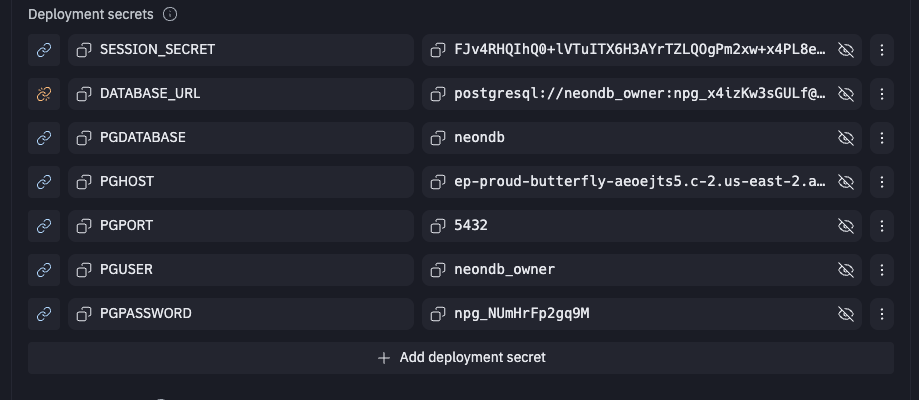 Deployment secrets
SESSION_SECRET FJv4RHQIhQ0+lVTuITX6H3AYrTZLQOgPm2xw+x4PL8e…
DATABASE_URL postgresql://neondb_owner:npg_x4izKw3sGULf@…
PGDATABASE neondb
PGHOST ep-proud-butterfly-aeoejts5.c-2.us-east-2.a…
PGPORT 5432
PGUSER neondb_owner
PGPASSWORD npg_NUmHrFp2gq9M
+ Add deployment secret